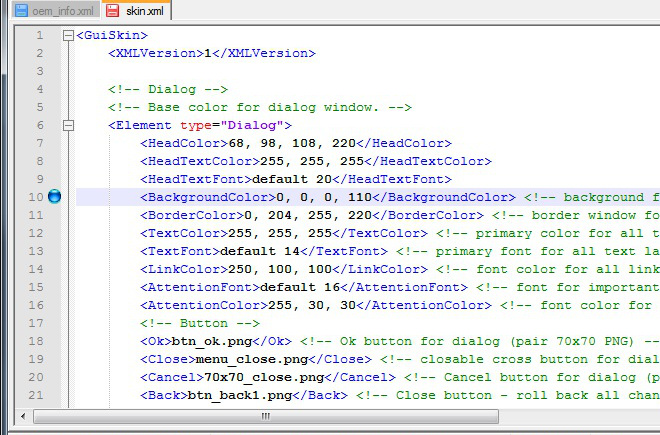 oem_info.xml skin.xml
1 <GuiSkin>
2 <XMLVersion>1</XMLVersion>
3
4 <!-- Dialog -->
5 <!-- Base color for dialog window. -->
6 <Element type="Dialog">
7 <HeadColor>68, 98, 108, 220</HeadColor>
8 <HeadTextColor>255, 255, 255</HeadTextColor>
9 <HeadTextFont>default 20</HeadTextFont>
10 <BackgroundColor>0, 0, 0, 110</BackgroundColor> <!-- background f
11 <BorderColor>0, 204, 255, 220</BorderColor> <!-- border window fo
12 <TextColor>255, 255, 255</TextColor> <!-- primary color for all t
13 <TextFont>default 14</TextFont> <!-- primary font for all text la
14 <LinkColor>250, 100, 100</LinkColor> <!-- font color for all link
15 <AttentionFont>default 16</AttentionFont> <!-- font for important
16 <AttentionColor>255, 30, 30</AttentionColor> <!-- font color for
17 <!-- Button -->
18 <Ok>btn_ok.png</Ok> <!-- Ok button for dialog (pair 70x70 PNG) --
19 <Close>menu_close.png</Close> <!-- closable cross button for dial
20 <Cancel>70x70_close.png</Cancel> <!-- Cancel button for dialog (p
21 <Back>btn_back1.png</Back> <!-- Close button - roll back all chan